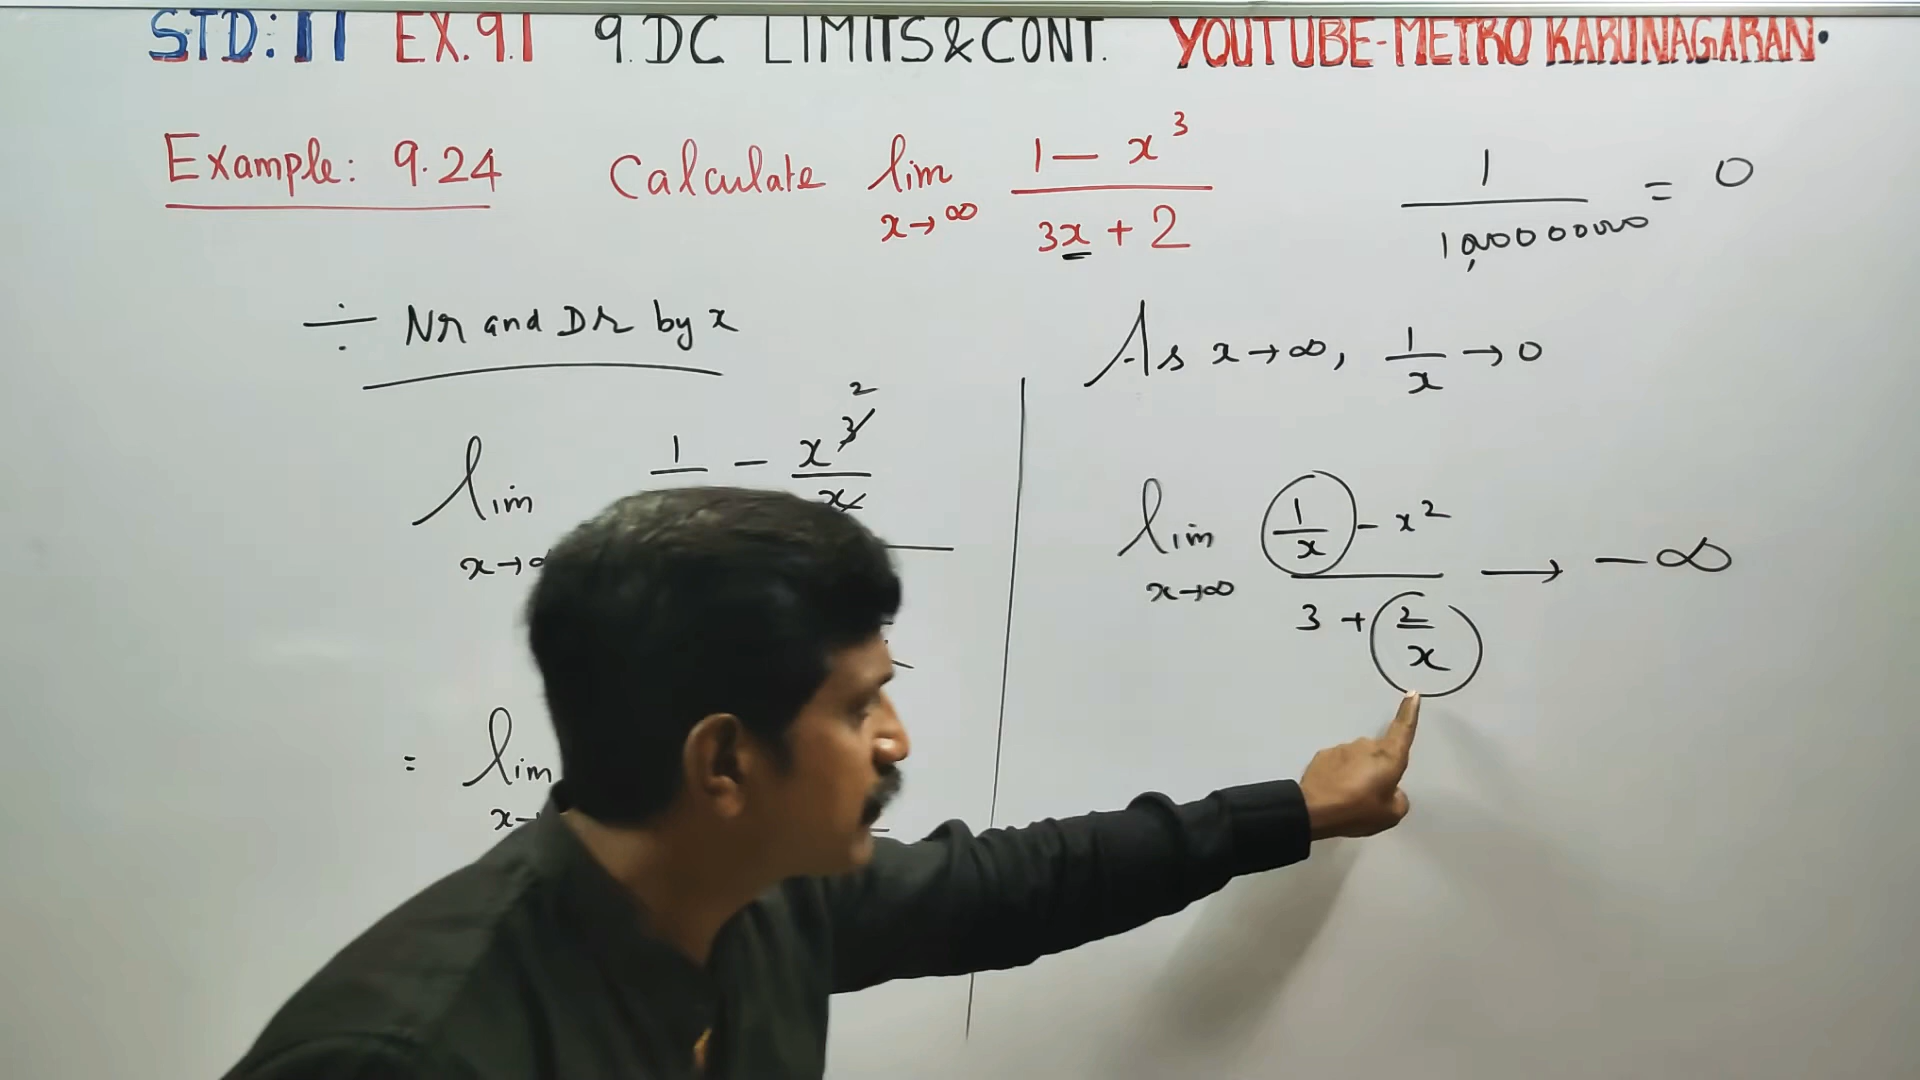 STD: 11 EX. 9.1 9. DC LIMITS & CONT. YOUTUBE-METRO KARUNAGARAN.
Example: 9.24 Calculate lim x→∞ (1 − x³)/(3x + 2)
1/10,00000000 = 0
÷ Nr and Dr by x
As x→∞, 1/x → 0
lim 1 − x³/x 2
x→∞
lim x→∞ (1/x − x²)/(3 + 2/x) → −∞
= lim
x→